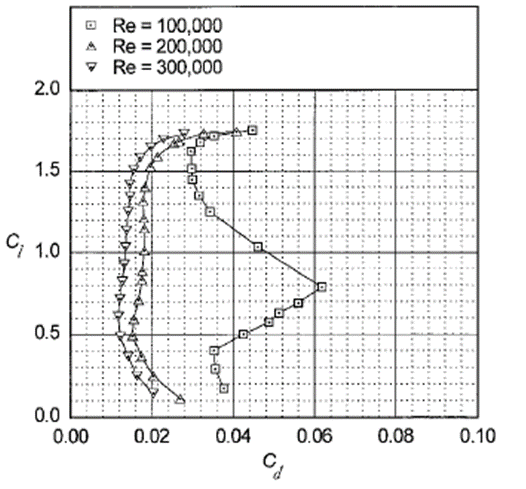 Re = 100,000
Re = 200,000
Re = 300,000
2.0
1.5
C_l
1.0
0.5
0.0
0.00 0.02 0.04 0.06 0.08 0.10
C_d